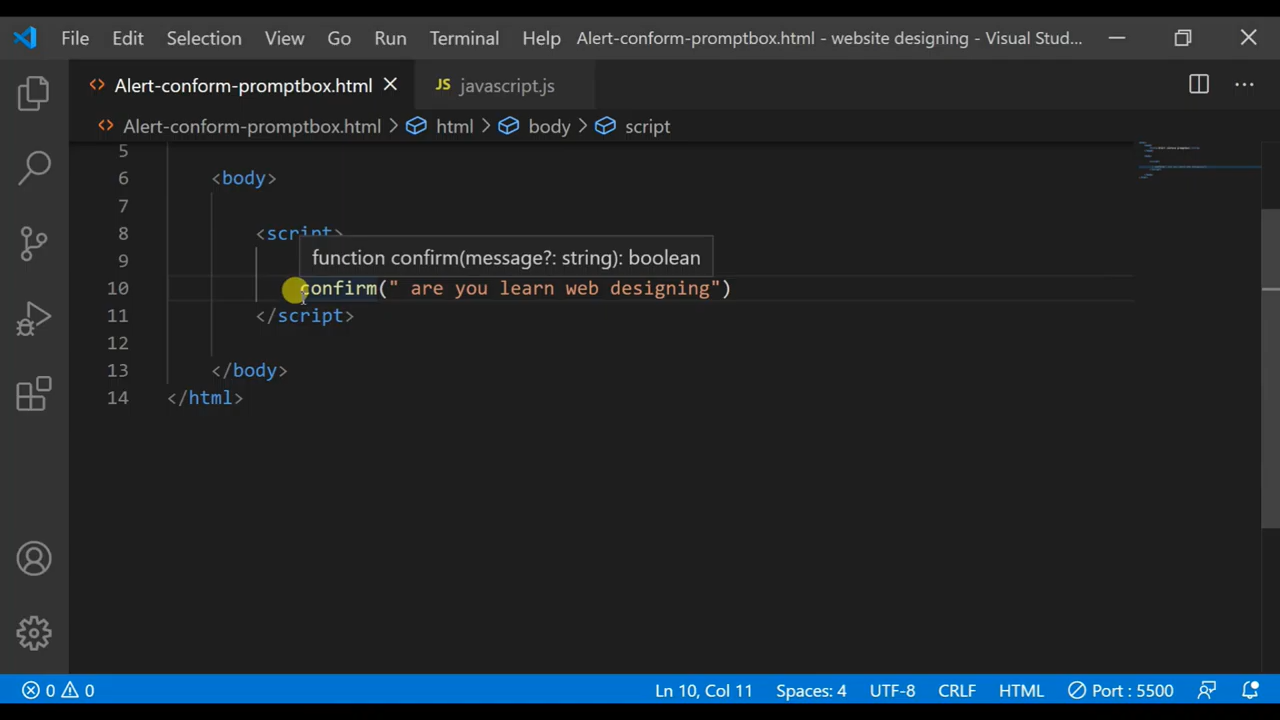 File Edit Selection View Go Run Terminal Help Alert-conform-promptbox.html - website designing - Visual Stud...
Alert-conform-promptbox.html JS javascript.js
Alert-conform-promptbox.html > html > body > script
5
6 <body>
7
8 <script>
function confirm(message?: string): boolean
9
10 confirm(" are you learn web designing")
11 </script>
12
13 </body>
14 </html>
0 0 Ln 10, Col 11 Spaces: 4 UTF-8 CRLF HTML Port : 5500